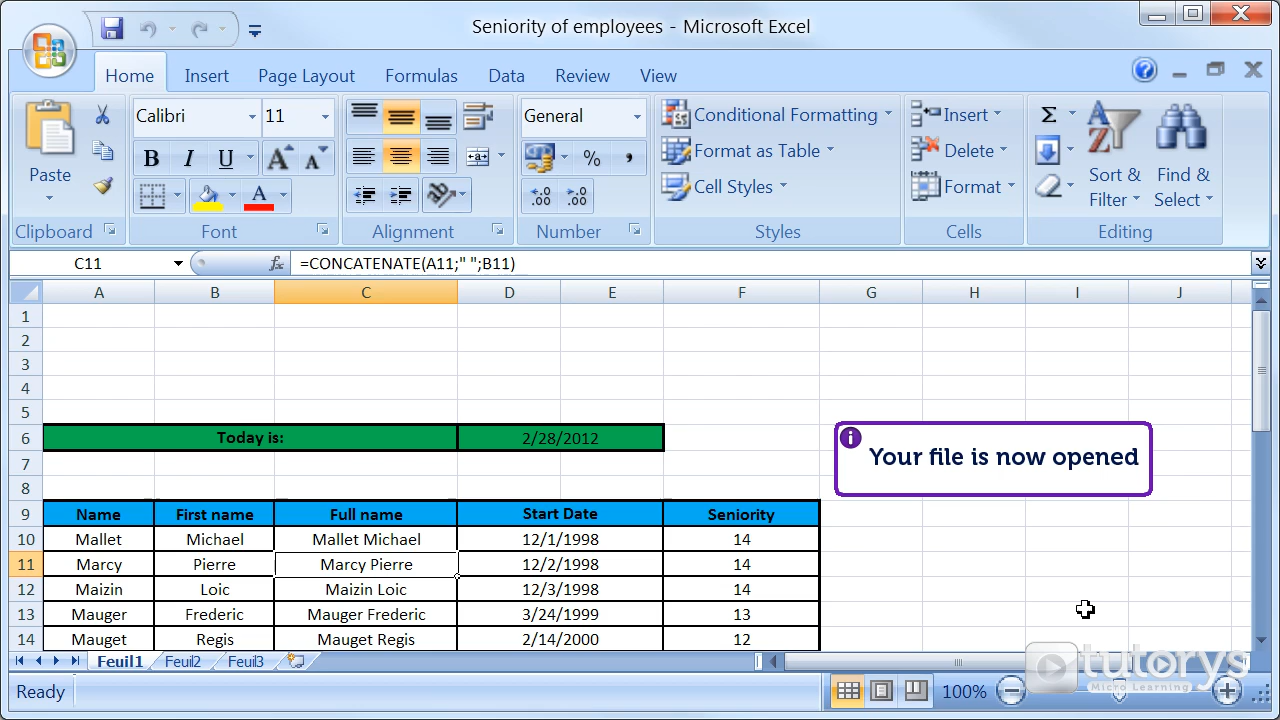 Seniority of employees - Microsoft Excel
Home Insert Page Layout Formulas Data Review View
Paste
Clipboard
Calibri 11
B I U A A
A
Font
Alignment
General
% ,
.00 .00
Number
Conditional Formatting
Format as Table
Cell Styles
Styles
Insert
Delete
Format
Cells
Σ
Sort & Filter
Find & Select
Editing
C11 fx =CONCATENATE(A11;" ";B11)
A B C D E F G H I J
1
2
3
4
5
6 Today is: 2/28/2012
7
8
i Your file is now opened
9 Name First name Full name Start Date Seniority
10 Mallet Michael Mallet Michael 12/1/1998 14
11 Marcy Pierre Marcy Pierre 12/2/1998 14
12 Maizin Loic Maizin Loic 12/3/1998 14
13 Mauger Frederic Mauger Frederic 3/24/1999 13
14 Mauget Regis Mauget Regis 2/14/2000 12
Feuil1 Feuil2 Feuil3
Ready 100%
tutorys
Micro Learning